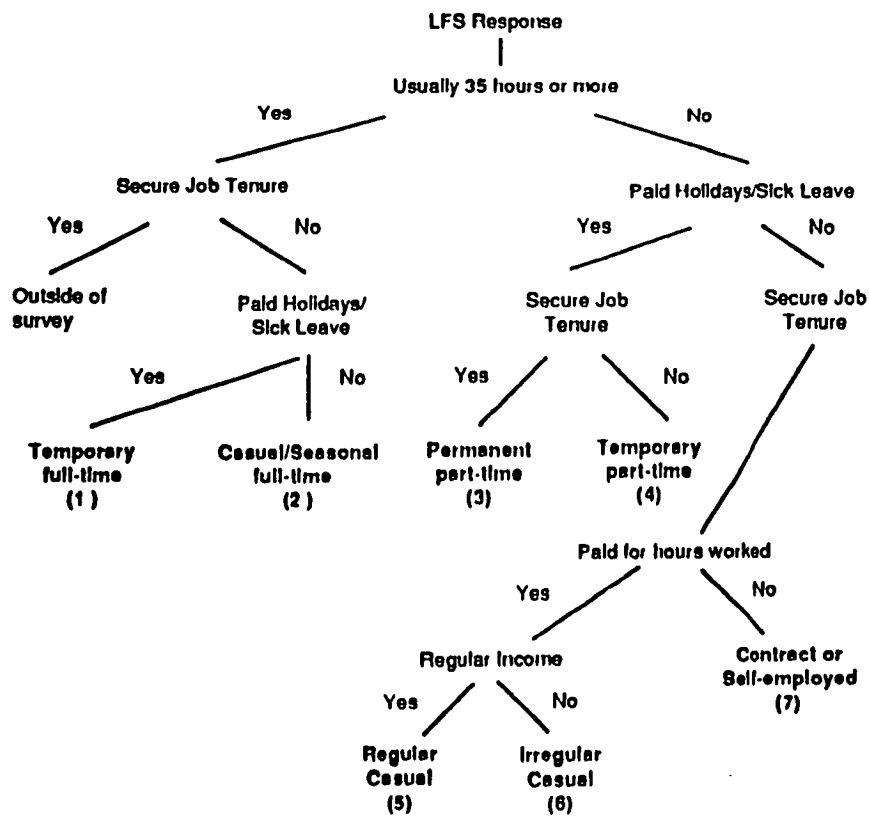 LFS Response
Usually 35 hours or more
Yes
No
Secure Job Tenure
Paid Holidays/Sick Leave
Yes
No
Yes
No
Outside of
survey
Paid Holidays/
Sick Leave
Secure Job
Tenure
Secure Job
Tenure
Yes
No
Yes
No
Temporary
full-time
(1)
Casual/Seasonal
full-time
(2)
Permanent
part-time
(3)
Temporary
part-time
(4)
Paid for hours worked
Yes
No
Regular Income
Contract or
Self-employed
(7)
Yes
No
Regular
Casual
(5)
Irregular
Casual
(6)